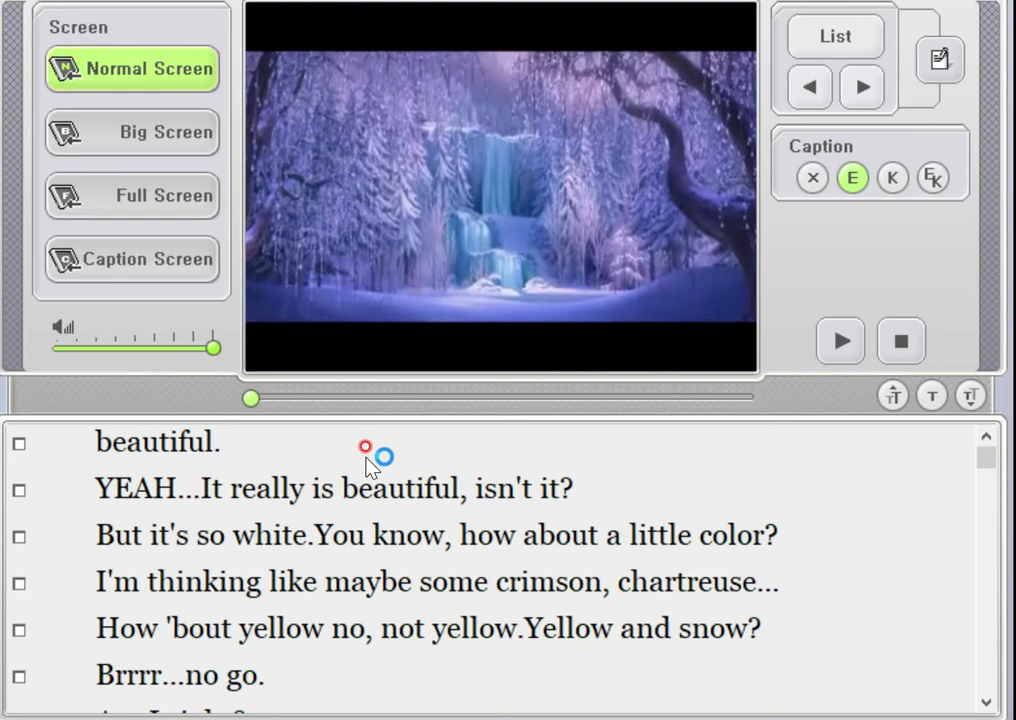 Screen
Normal Screen
Big Screen
Full Screen
Caption Screen
List
Caption
E
K
EK
T
T
T
beautiful.
YEAH...It really is beautiful, isn't it?
But it's so white.You know, how about a little color?
I'm thinking like maybe some crimson, chartreuse...
How 'bout yellow no, not yellow.Yellow and snow?
Brrrr...no go.